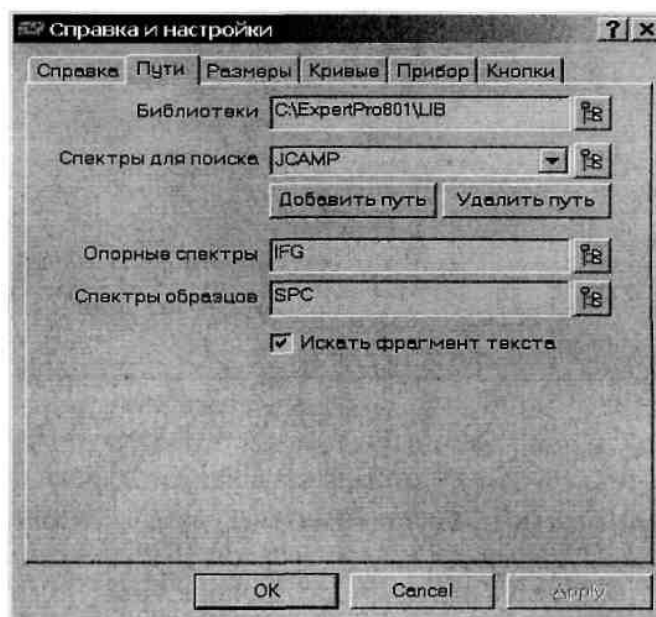 Справка и настройки
Справка Пути Размеры Кривые Прибор Кнопки
Библиотеки C:\ExpertPro801\LIB
Спектры для поиска JCAMP
Добавить путь Удалить путь
Опорные спектры IFG
Спектры образцов SPC
Искать фрагмент текста
OK Cancel Apply